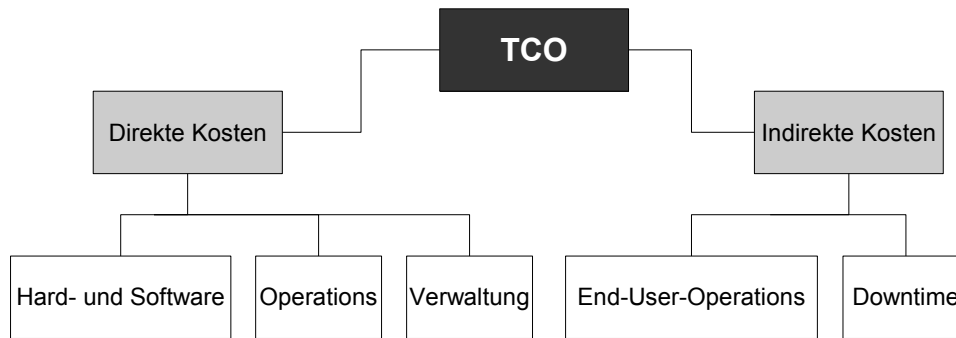 TCO
Direkte Kosten
Indirekte Kosten
Hard- und Software
Operations
Verwaltung
End-User-Operations
Downtime